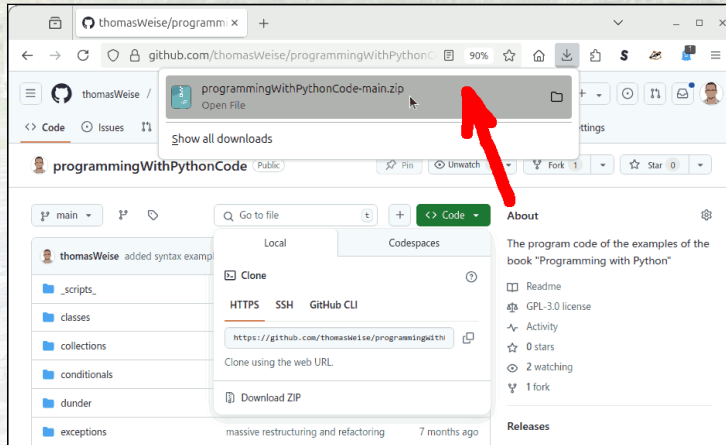 thomasWeise/programm
github.com/thomasWeise/programmingWithPythonC
90%
programmingWithPythonCode-main.zip
Open File
Show all downloads
thomasWeise /
Code
Issues
ttings
programmingWithPythonCode
Public
Pin
Unwatch
Fork 1
Star 0
main
Go to file
t
Code
About
thomasWeise added syntax exampl
Local
Codespaces
The program code of the examples of the
book "Programming with Python"
_scripts_
Clone
Readme
classes
HTTPS SSH GitHub CLI
GPL-3.0 license
Activity
collections
https://github.com/thomasWeise/programmingWith
0 stars
conditionals
Clone using the web URL.
2 watching
dunder
Download ZIP
1 fork
exceptions
massive restructuring and refactoring
7 months ago
Releases